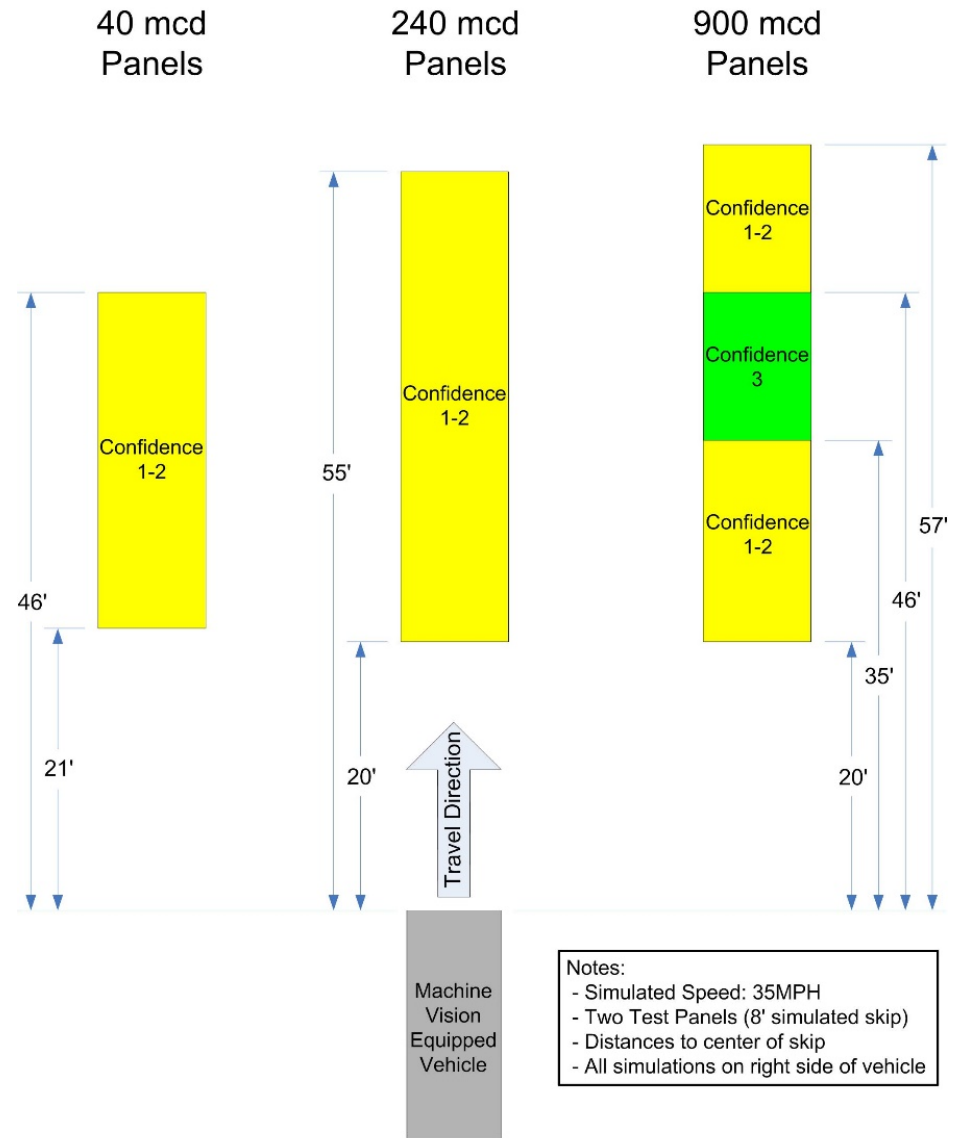 40 mcd
Panels
240 mcd
Panels
900 mcd
Panels
Confidence
1-2
46'
21'
Confidence
1-2
55'
20'
Confidence
1-2
Confidence
3
Confidence
1-2
57'
46'
35'
20'
Travel Direction
Machine
Vision
Equipped
Vehicle
Notes:
- Simulated Speed: 35MPH
- Two Test Panels (8' simulated skip)
- Distances to center of skip
- All simulations on right side of vehicle